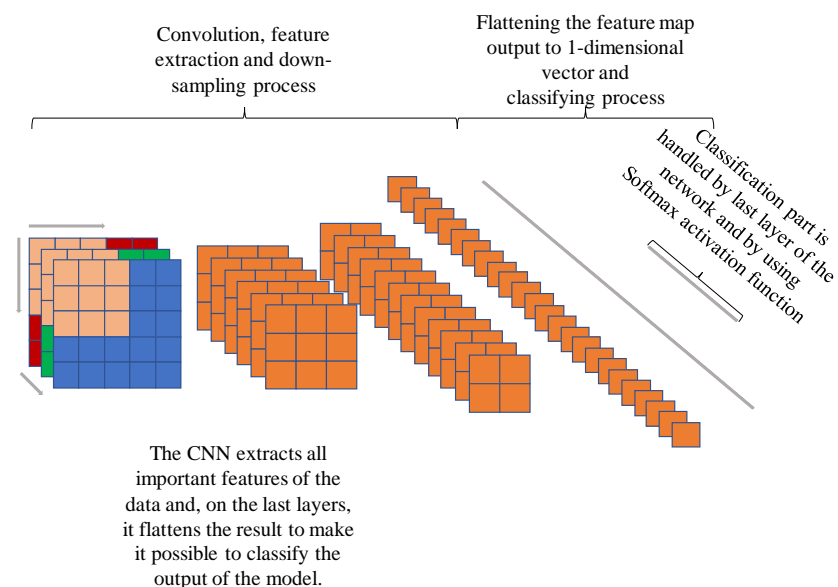 Convolution, feature
extraction and down-
sampling process
Flattening the feature map
output to 1-dimensional
vector and
classifying process
Classification part is
handled by last layer of the
network and by using
Softmax activation function
The CNN extracts all
important features of the
data and, on the last layers,
it flattens the result to make
it possible to classify the
output of the model.